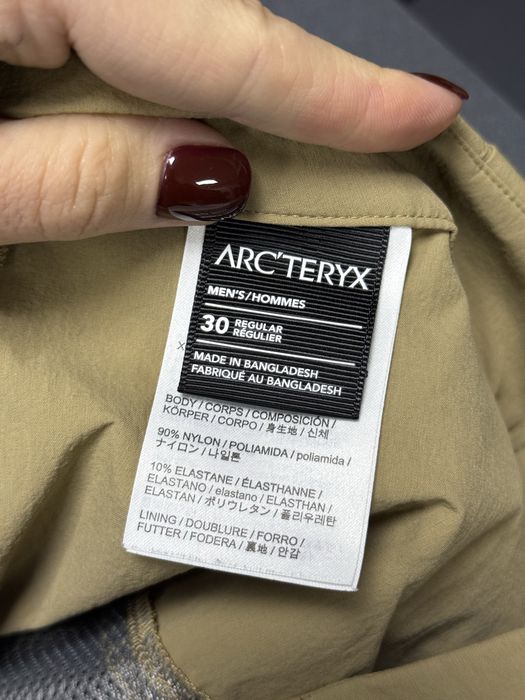 ARC'TERYX
MEN'S/HOMMES
30 REGULAR
RÉGULIER
MADE IN BANGLADESH
FABRIQUÉ AU BANGLADESH
BODY / CORPS / COMPOSICIÓN /
KÖRPER / CORPO / 身生地 / 신체
90% NYLON / POLIAMIDA / poliamida /
ナイロン / 나일론
10% ELASTANE / ÉLASTHANNE /
ELASTANO / elastano / ELASTHAN /
ELASTAN / ポリウレタン / 폴리우레탄
LINING / DOUBLURE / FORRO /
FUTTER / FODERA / 裏地 / 안감